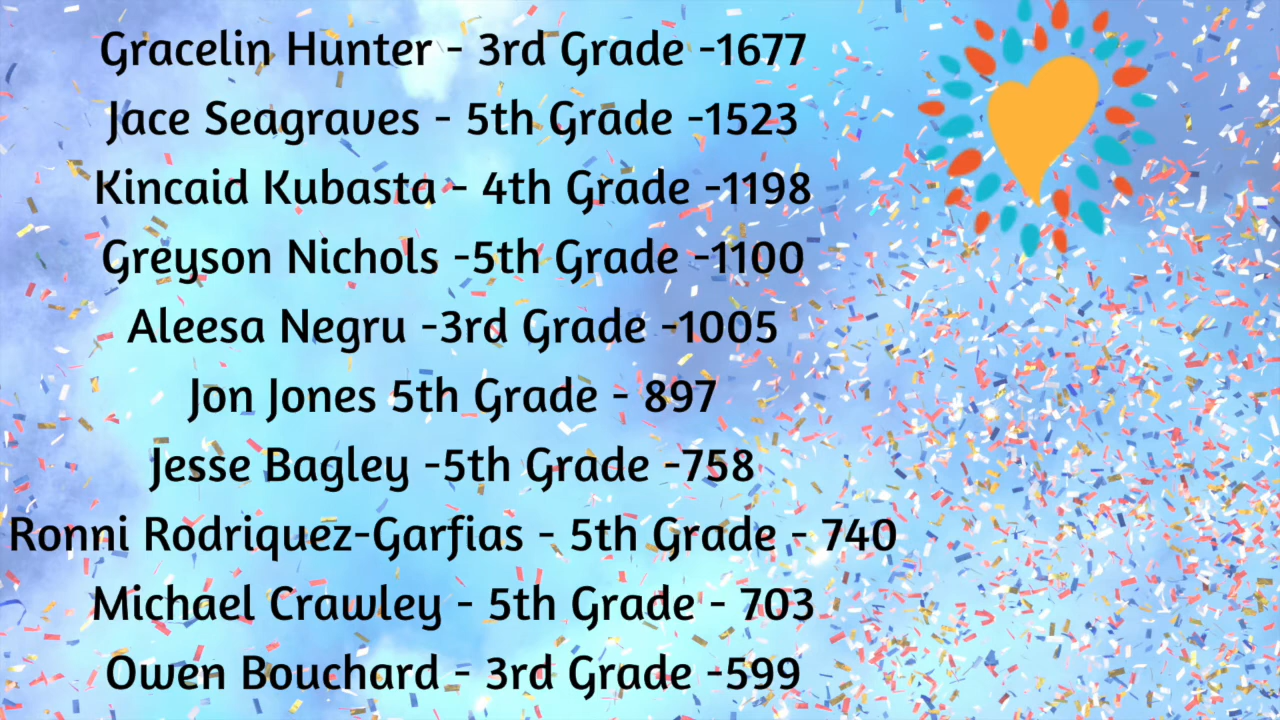 Gracelin Hunter - 3rd Grade -1677
Jace Seagraves - 5th Grade -1523
Kincaid Kubasta - 4th Grade -1198
Greyson Nichols -5th Grade -1100
Aleesa Negru -3rd Grade -1005
Jon Jones 5th Grade - 897
Jesse Bagley -5th Grade -758
Ronni Rodriquez-Garfias - 5th Grade - 740
Michael Crawley - 5th Grade - 703
Owen Bouchard - 3rd Grade -599